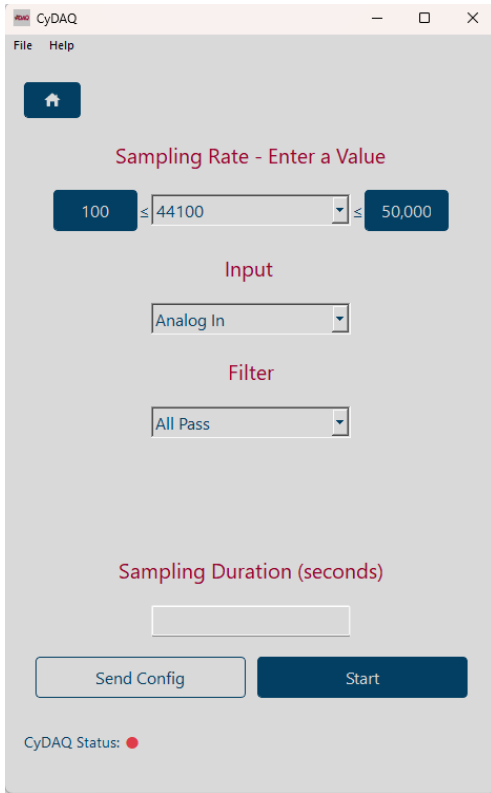 CyDAQ
File Help
Sampling Rate - Enter a Value
100 ≤ 44100 ≤ 50,000
Input
Analog In
Filter
All Pass
Sampling Duration (seconds)
Send Config Start
CyDAQ Status: